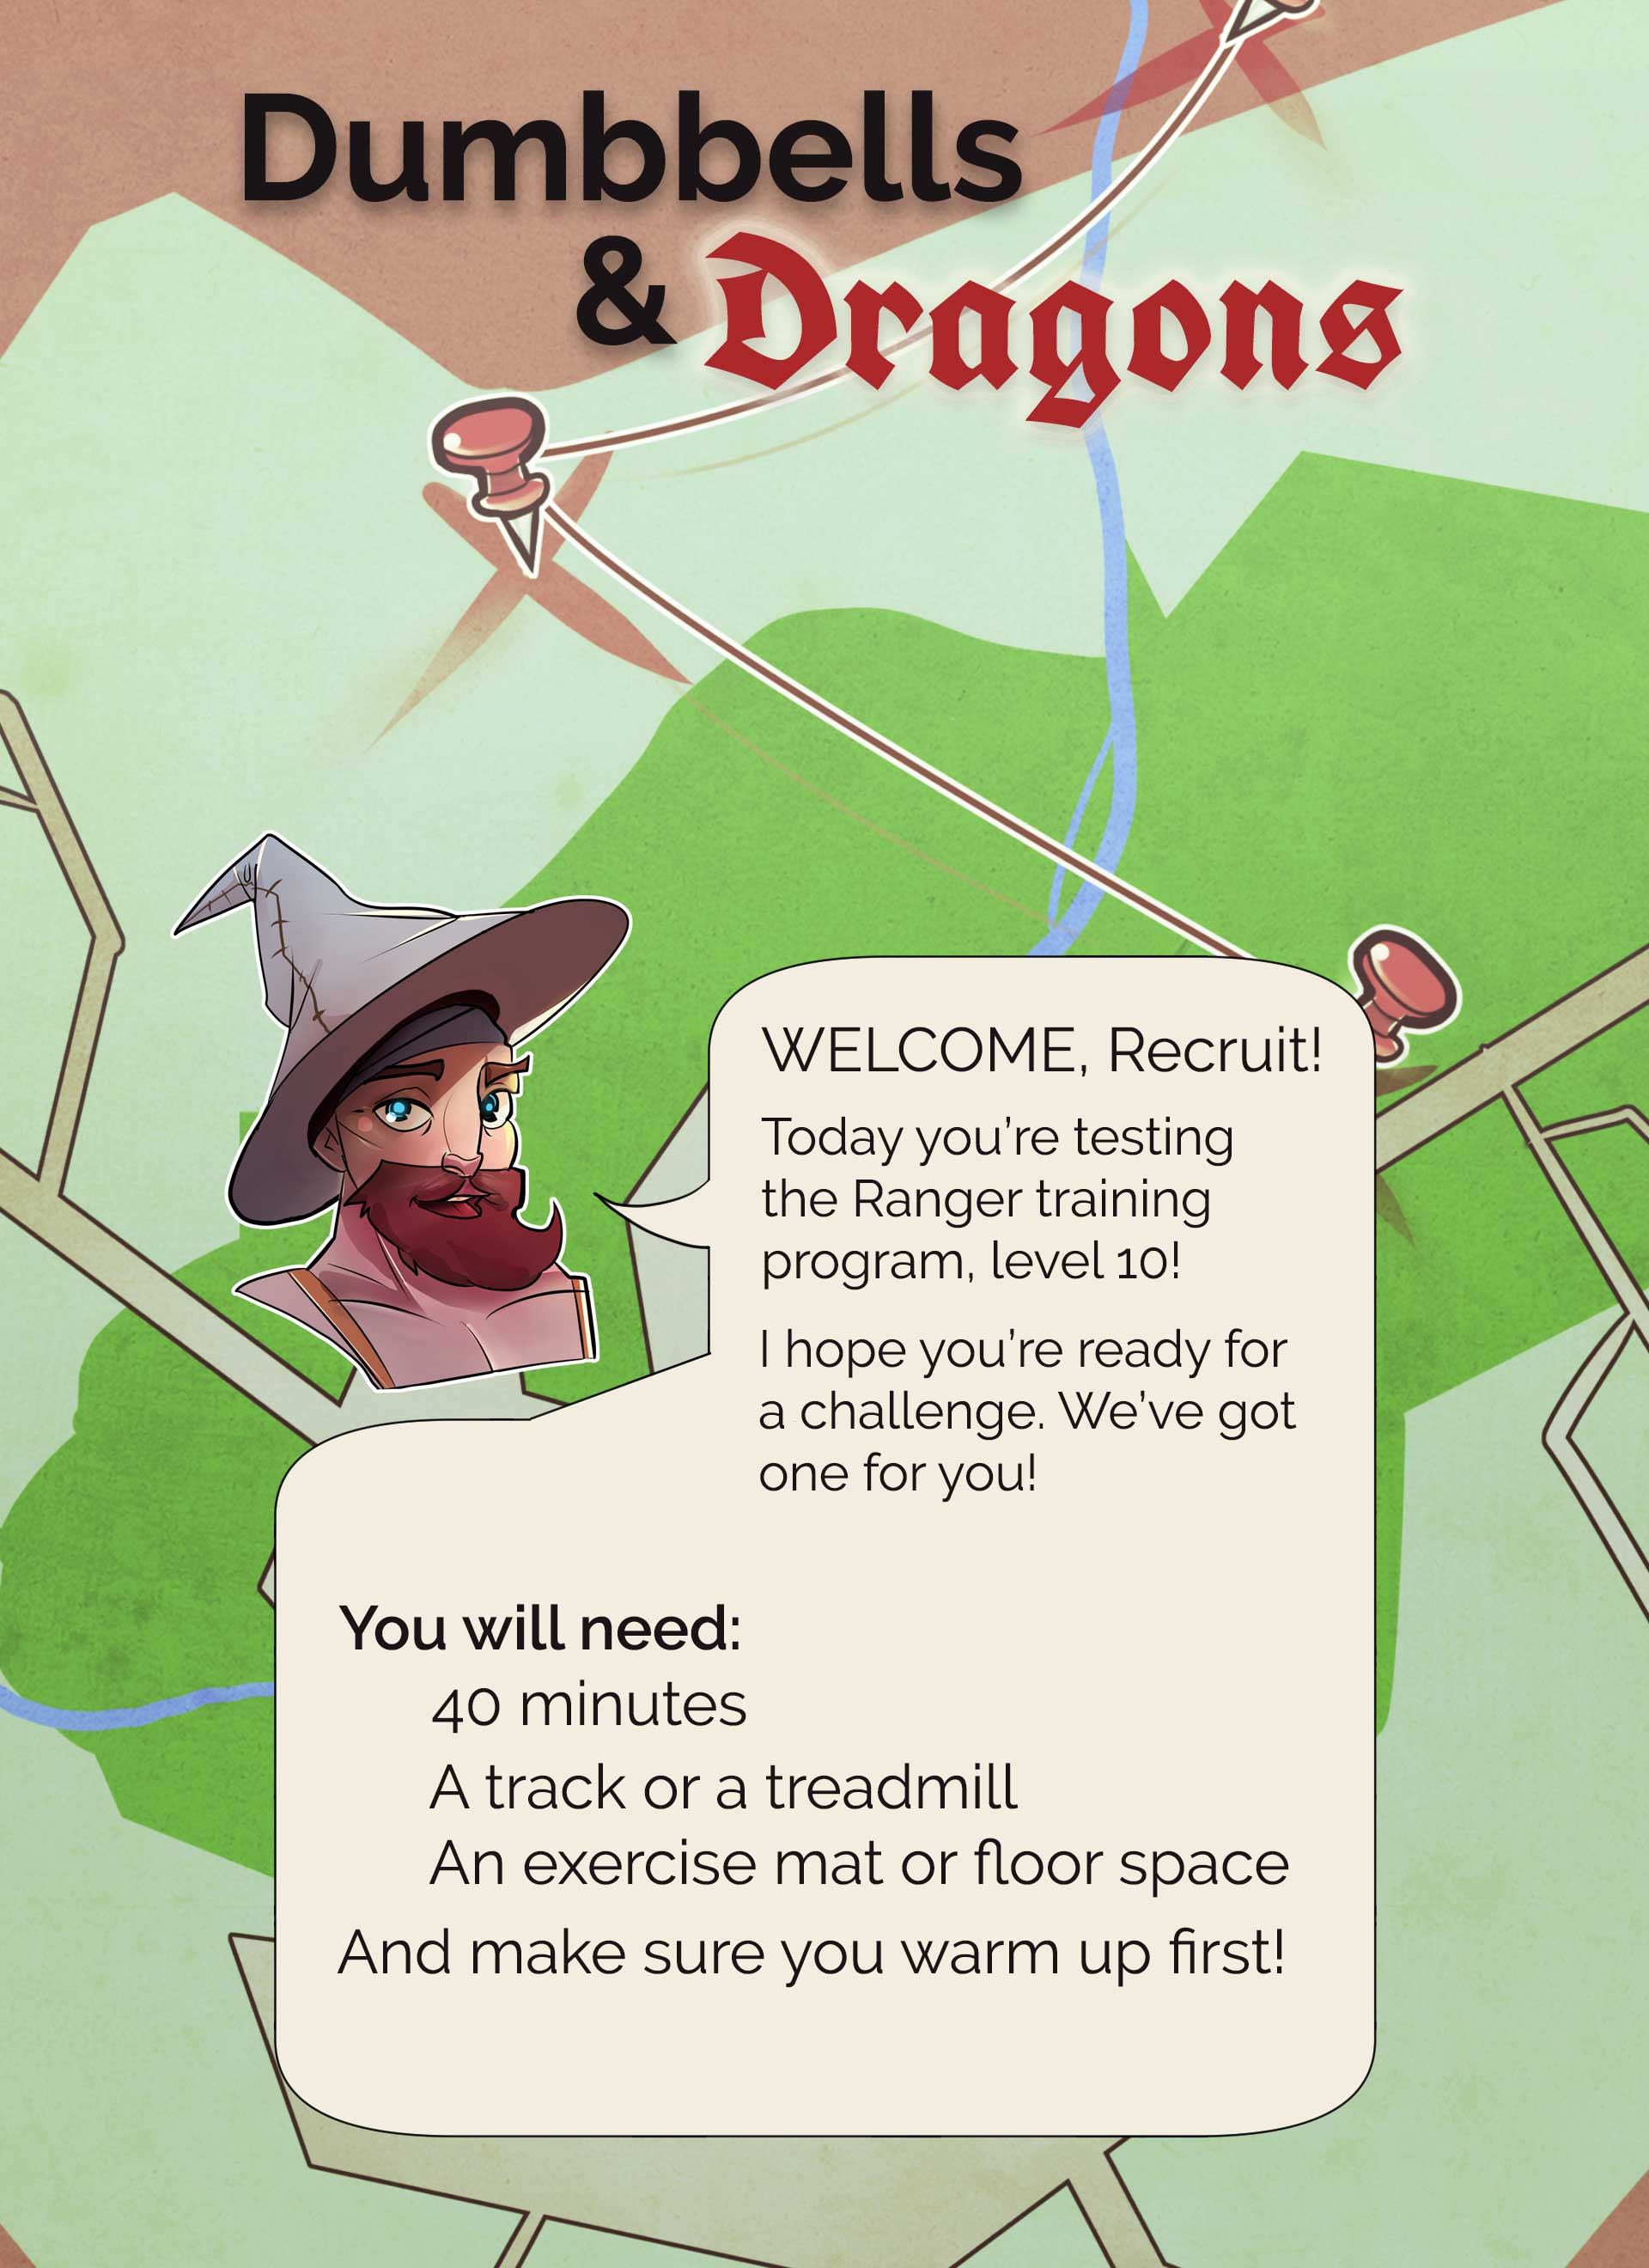 Dumbbells
& Dragons
WELCOME, Recruit!
Today you're testing
the Ranger training
program, level 10!
I hope you're ready for
a challenge. We've got
one for you!
You will need:
40 minutes
A track or a treadmill
An exercise mat or floor space
And make sure you warm up first!